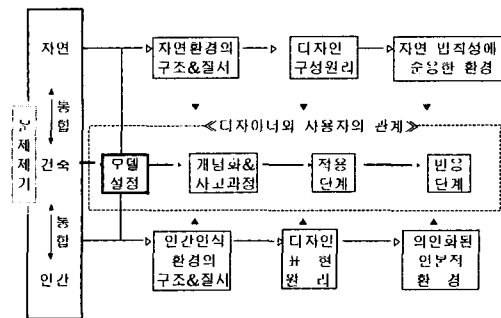 자연
자연환경의
구조&질서
디자인
구성원리
자연 법칙성에
순응한 환경
통합
≪디자이너와 사용자의 관계≫
문제제기
건축
모델
설정
개념화&
사고과정
적용
단계
반응
단계
통합
인간
인간인식
환경의
구조&질서
디자인
표현
원리
의인화된
인본적
환경